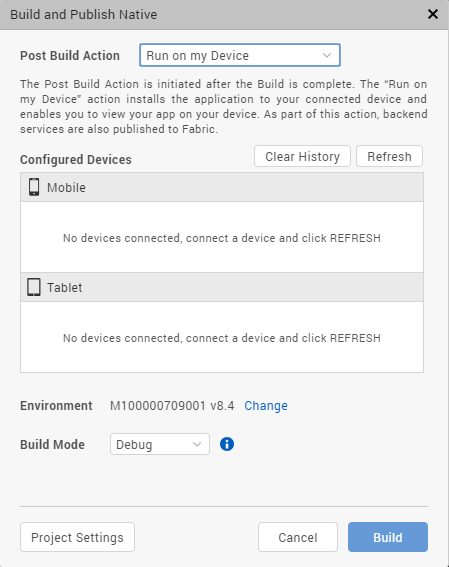 Build and Publish Native
Post Build Action Run on my Device
The Post Build Action is initiated after the Build is complete. The “Run on
my Device” action installs the application to your connected device and
enables you to view your app on your device. As part of this action, backend
services are also published to Fabric.
Configured Devices Clear History Refresh
Mobile
No devices connected, connect a device and click REFRESH
Tablet
No devices connected, connect a device and click REFRESH
Environment M100000709001 v8.4 Change
Build Mode Debug
Project Settings Cancel Build